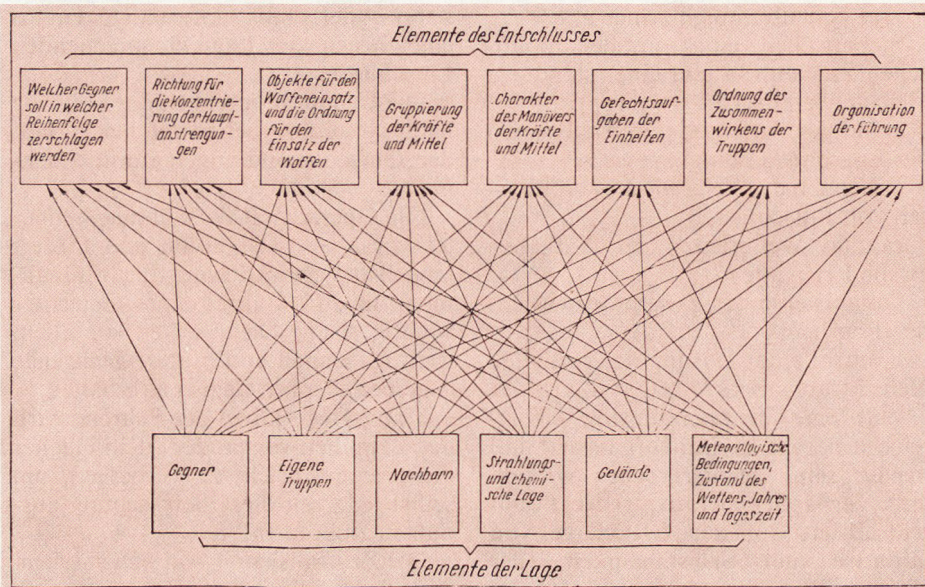 Elemente des Entschlusses
Welcher Gegner
soll in welcher
Reihenfolge
zerschlagen
werden
Richtung für
die Konzentrie-
rung der Haupt-
anstrengun-
gen
Objekte für den
Waffeneinsatz
und die Ordnung
für den
Einsatz der
Waffen
Gruppierung
der Kräfte
und Mittel
Charakter
des Manövers
der Kräfte
und Mittel
Gefechtsauf-
gaben der
Einheiten
Ordnung des
Zusammen-
wirkens der
Truppen
Organisation
der Führung
Gegner
Eigene
Truppen
Nachbarn
Strahlungs-
und chemi-
sche Lage
Gelände
Meteorologische
Bedingungen,
Zustand des
Wetters, Jahres
und Tageszeit
Elemente der Lage